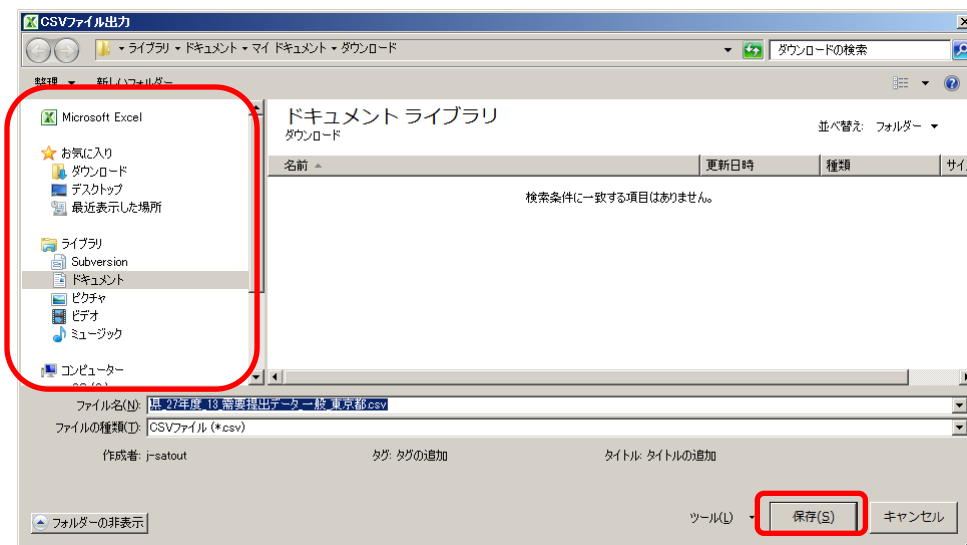 CSVファイル出力
ライブラリ ドキュメント マイ ドキュメント ダウンロード
ダウンロードの検索
整理 新しいフォルダー
Microsoft Excel
お気に入り
ダウンロード
デスクトップ
最近表示した場所
ライブラリ
Subversion
ドキュメント
ピクチャ
ビデオ
ミュージック
コンピューター
ドキュメント ライブラリ
ダウンロード
並べ替え: フォルダー
名前 更新日時 種類 サイ
検索条件に一致する項目はありません。
ファイル名(N): 県_27年度_13_需要提出データ_一般_東京都.csv
ファイルの種類(T): CSVファイル (*.csv)
作成者: j-satout タグ: タグの追加 タイトル: タイトルの追加
フォルダーの非表示
ツール(L) 保存(S) キャンセル